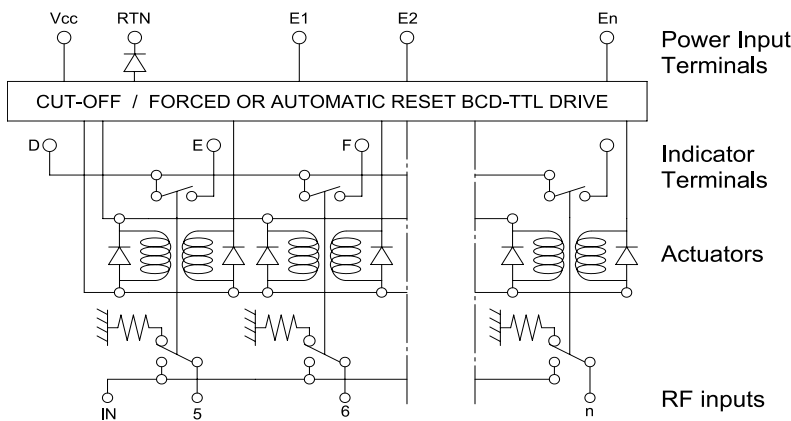 Vcc RTN E1 E2 En
Power Input
Terminals
CUT-OFF / FORCED OR AUTOMATIC RESET BCD-TTL DRIVE
D E F
Indicator
Terminals
Actuators
IN 5 6 n
RF inputs